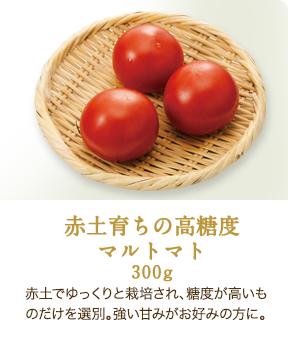 赤土育ちの高糖度
マルトマト
300g
赤土でゆっくりと栽培され、糖度が高いも
のだけを選別。強い甘みがお好みの方に。